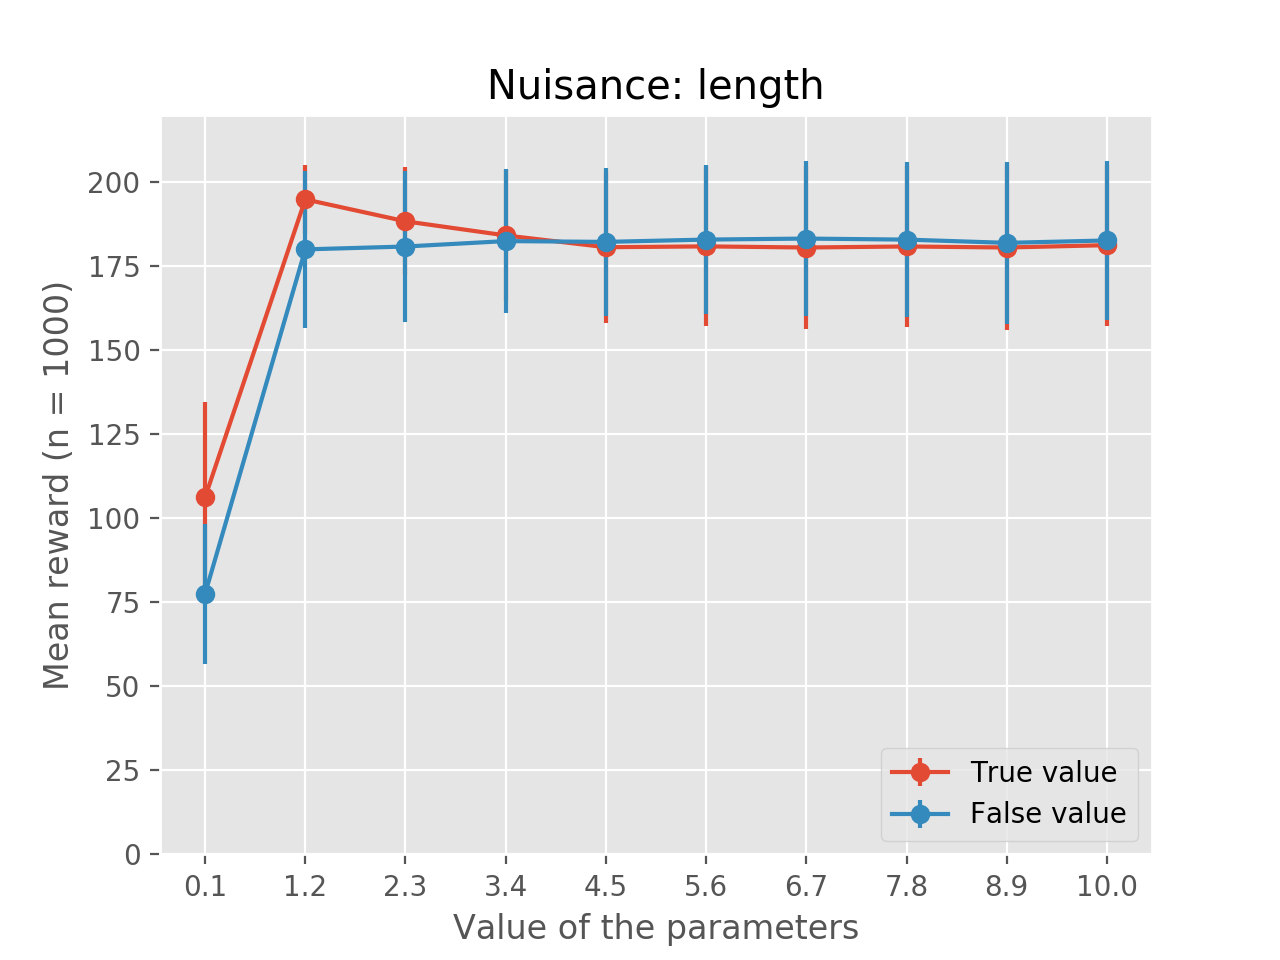 Nuisance: length
Mean reward (n = 1000)
200
175
150
125
100
75
50
25
0
0.1 1.2 2.3 3.4 4.5 5.6 6.7 7.8 8.9 10.0
Value of the parameters
True value
False value